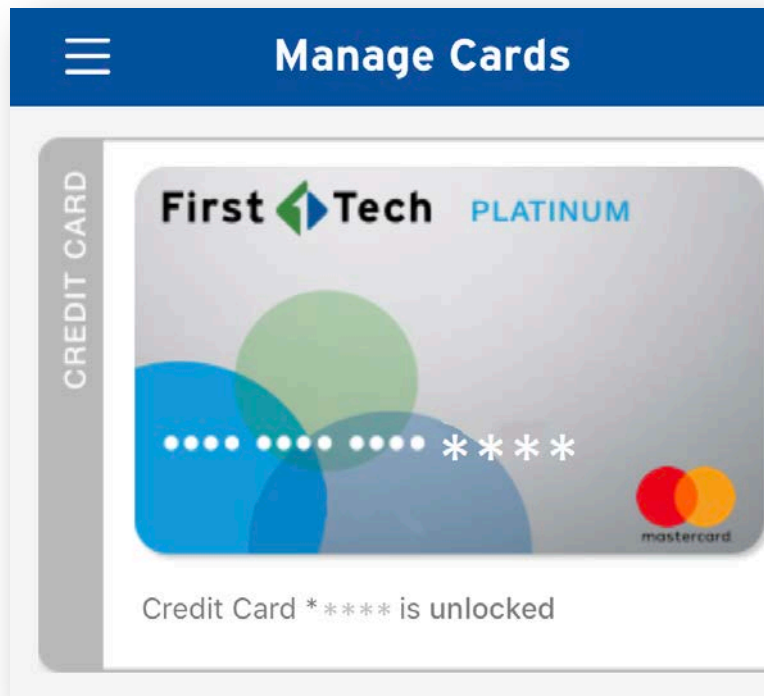 Manage Cards
CREDIT CARD
First Tech PLATINUM
•••• •••• •••• ****
mastercard
Credit Card ***** is unlocked